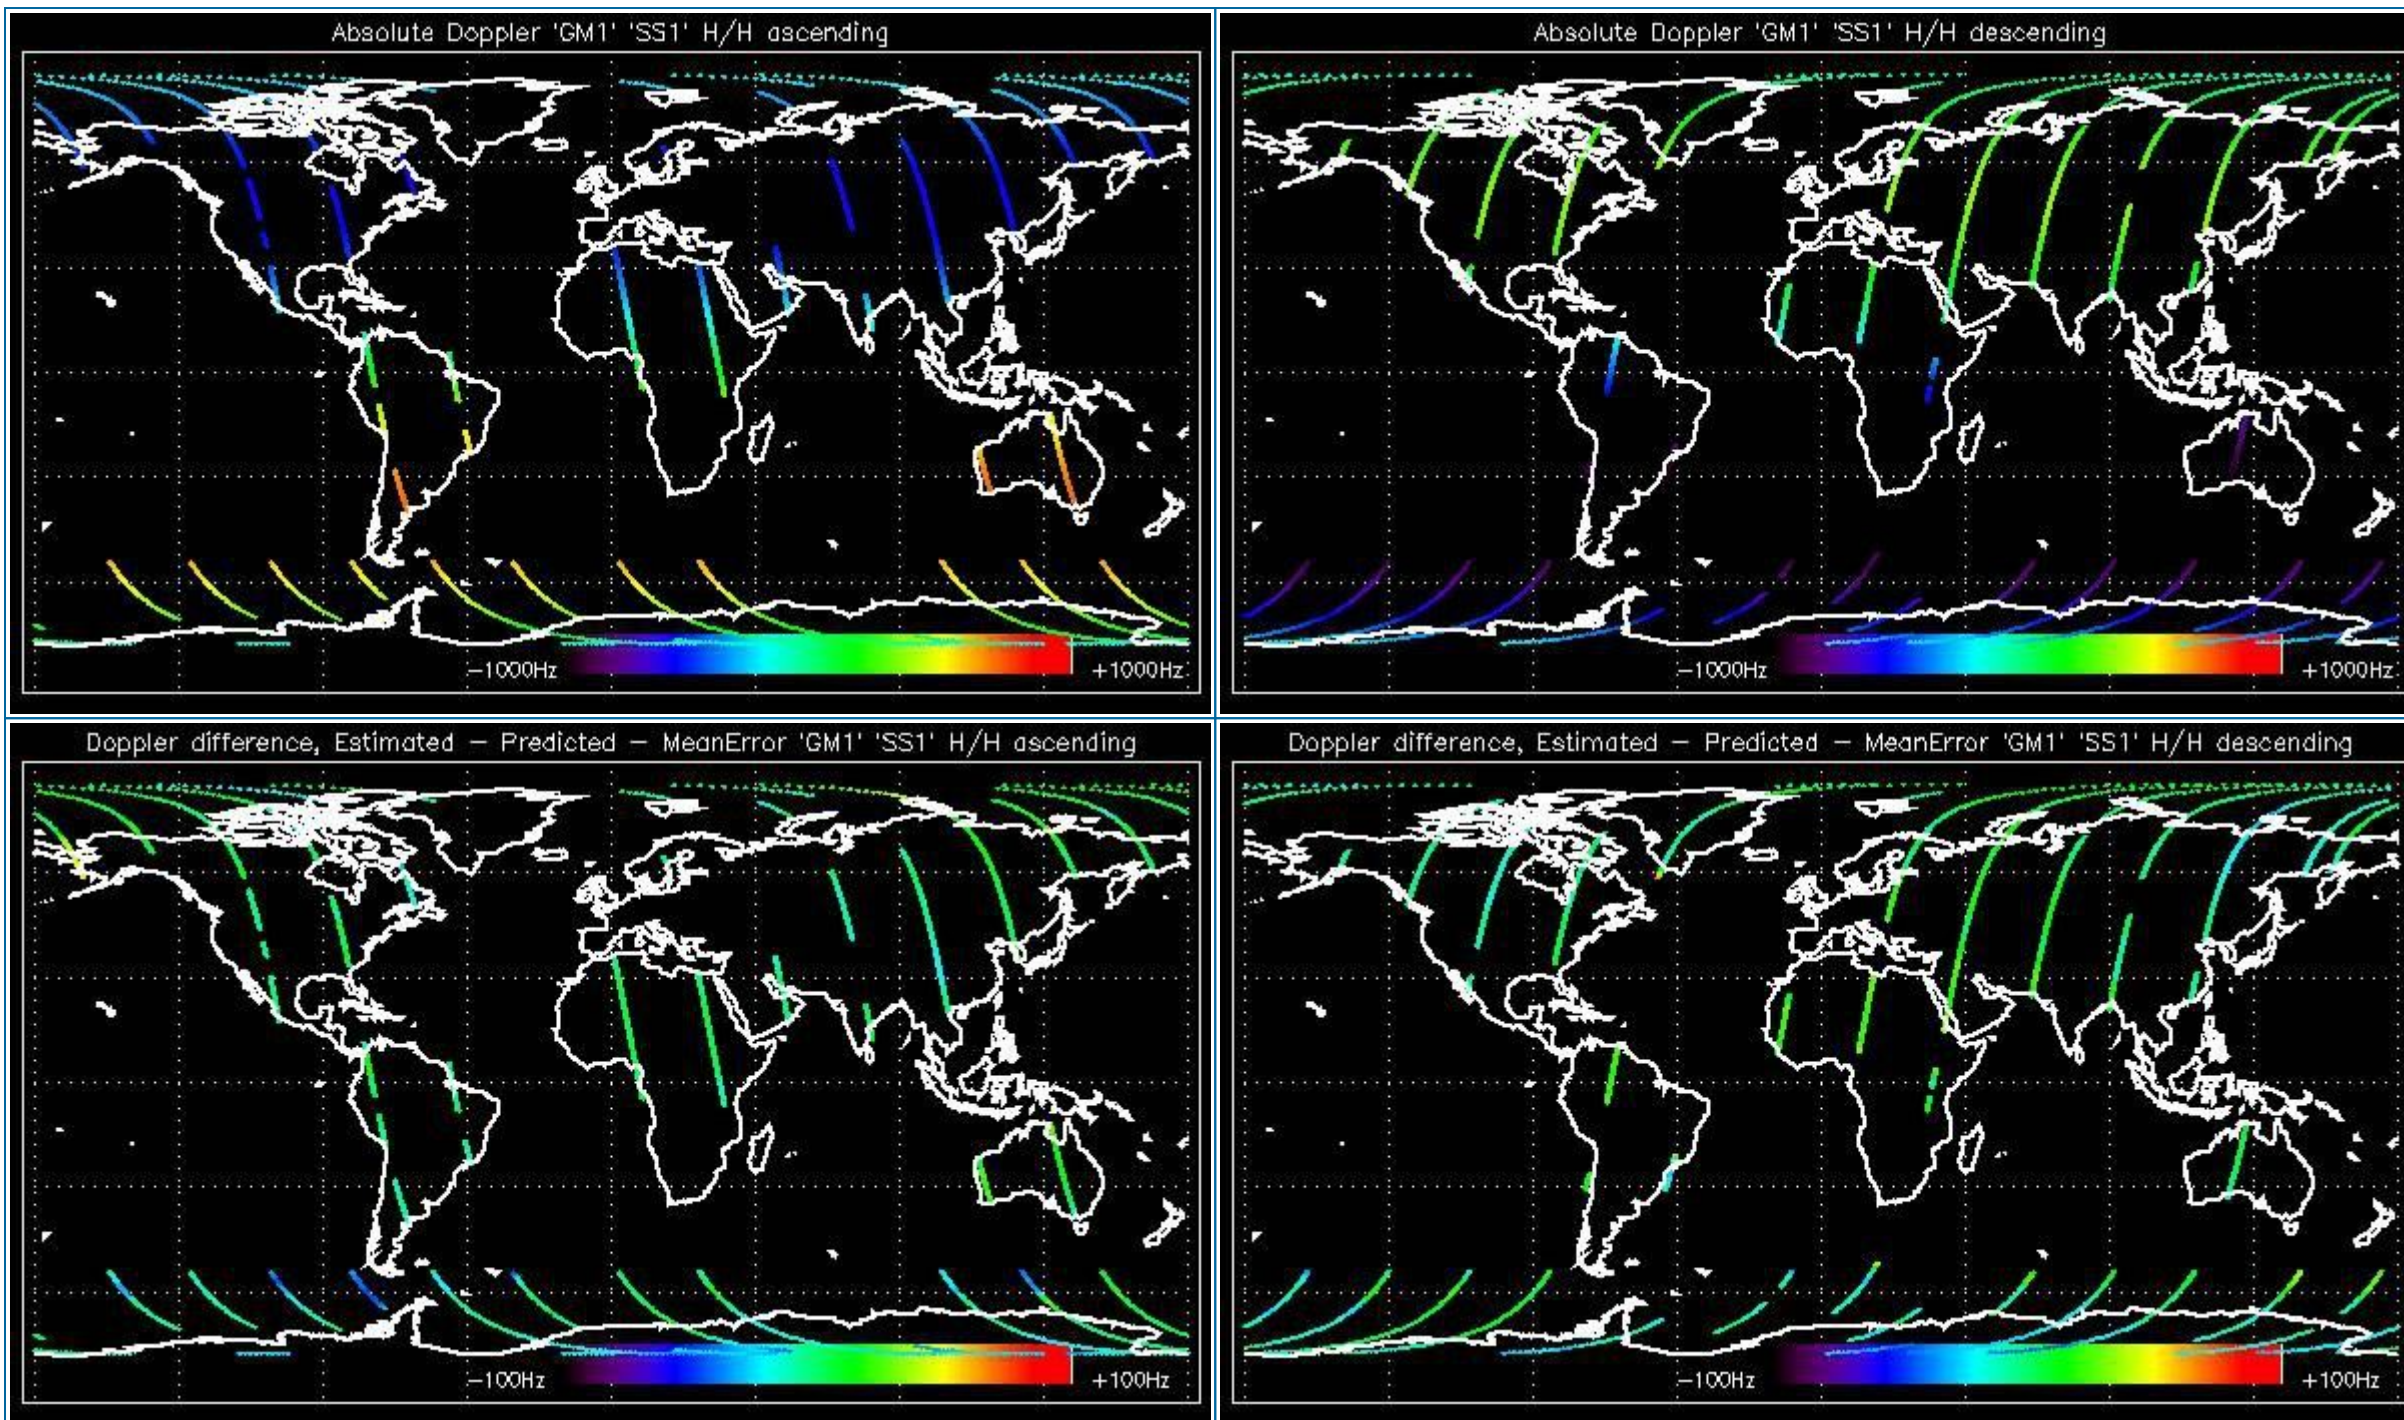 Absolute Doppler 'GM1' 'SS1' H/H ascending
−1000Hz
+1000Hz
Absolute Doppler 'GM1' 'SS1' H/H descending
−1000Hz
+1000Hz
Doppler difference, Estimated − Predicted − MeanError 'GM1' 'SS1' H/H ascending
−100Hz
+100Hz
Doppler difference, Estimated − Predicted − MeanError 'GM1' 'SS1' H/H descending
−100Hz
+100Hz